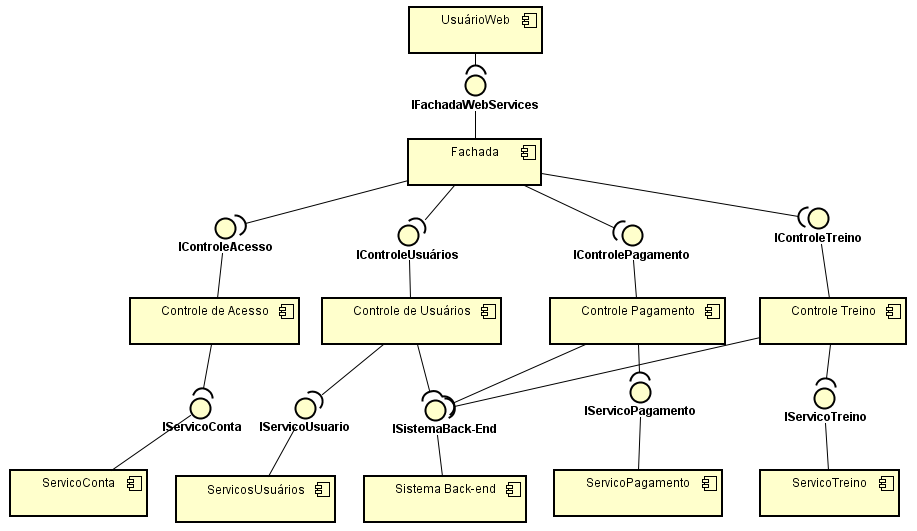 UsuárioWeb
IFachadaWebServices
Fachada
IControleAcesso
IControleUsuários
IControlePagamento
IControleTreino
Controle de Acesso
Controle de Usuários
Controle Pagamento
Controle Treino
IServicoConta
IServicoUsuario
ISistemaBack-End
IServicoPagamento
IServicoTreino
ServicoConta
ServicosUsuários
Sistema Back-end
ServicoPagamento
ServicoTreino